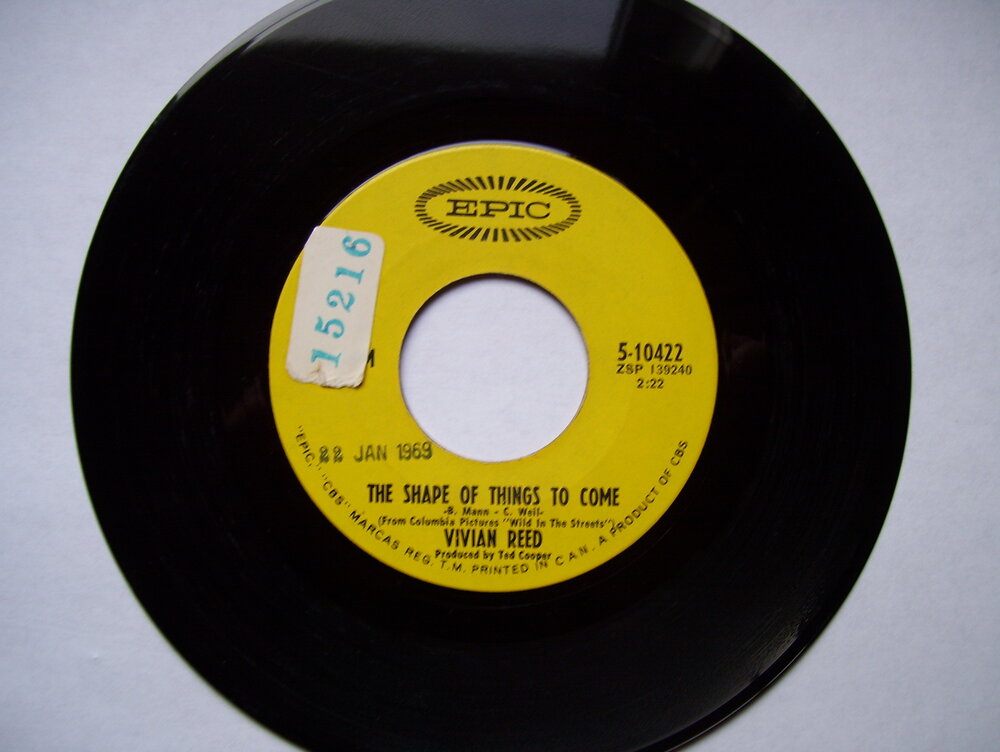 EPIC
15216
5-10422
ZSP 139240
2:22
22 JAN 1969
THE SHAPE OF THINGS TO COME
-B. Mann - C. Weil-
(From Columbia Pictures "Wild In The Streets")
VIVIAN REED
Produced by Ted Cooper
"EPIC," "CBS" MARCAS REG. T.M. PRINTED IN CAN. A PRODUCT OF CBS